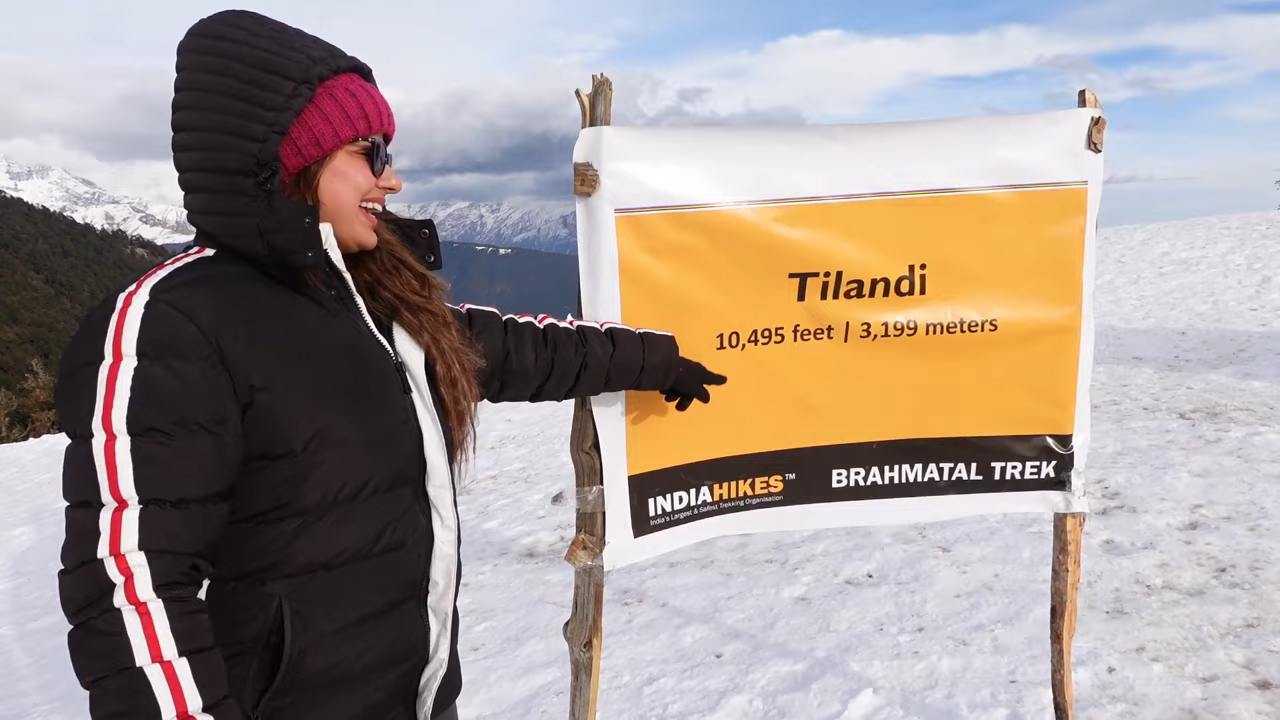 Tilandi
10,495 feet | 3,199 meters
INDIAHIKES™
India's Largest & Safest Trekking Organisation
BRAHMATAL TREK